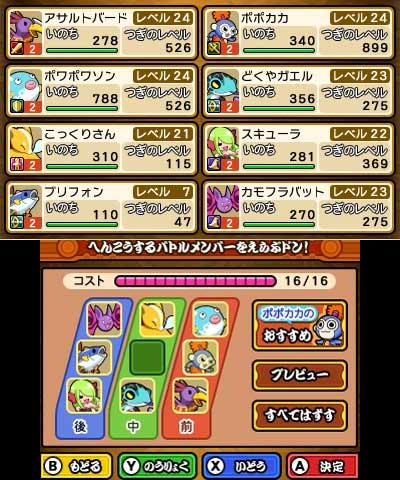 アサルトバード レベル 24
いのち 278 つぎのレベル 526
2
ポポカカ レベル 24
いのち 340 つぎのレベル 899
2
ポワポワソン レベル 24
いのち 788 つぎのレベル 526
2
どくやガエル レベル 23
いのち 356 つぎのレベル 275
2
こっくりさん レベル 21
いのち 310 つぎのレベル 115
2
スキューラ レベル 22
いのち 281 つぎのレベル 369
2
ブリフォン レベル 7
いのち 110 つぎのレベル 47
2
カモフラバット レベル 23
いのち 270 つぎのレベル 275
2
へんこうするバトルメンバーをえらぶドン!
コスト 16/16
後 中 前
ポポカカの
おすすめ
プレビュー
すべてはずす
B もどる Y のうりょく X いどう A 決定